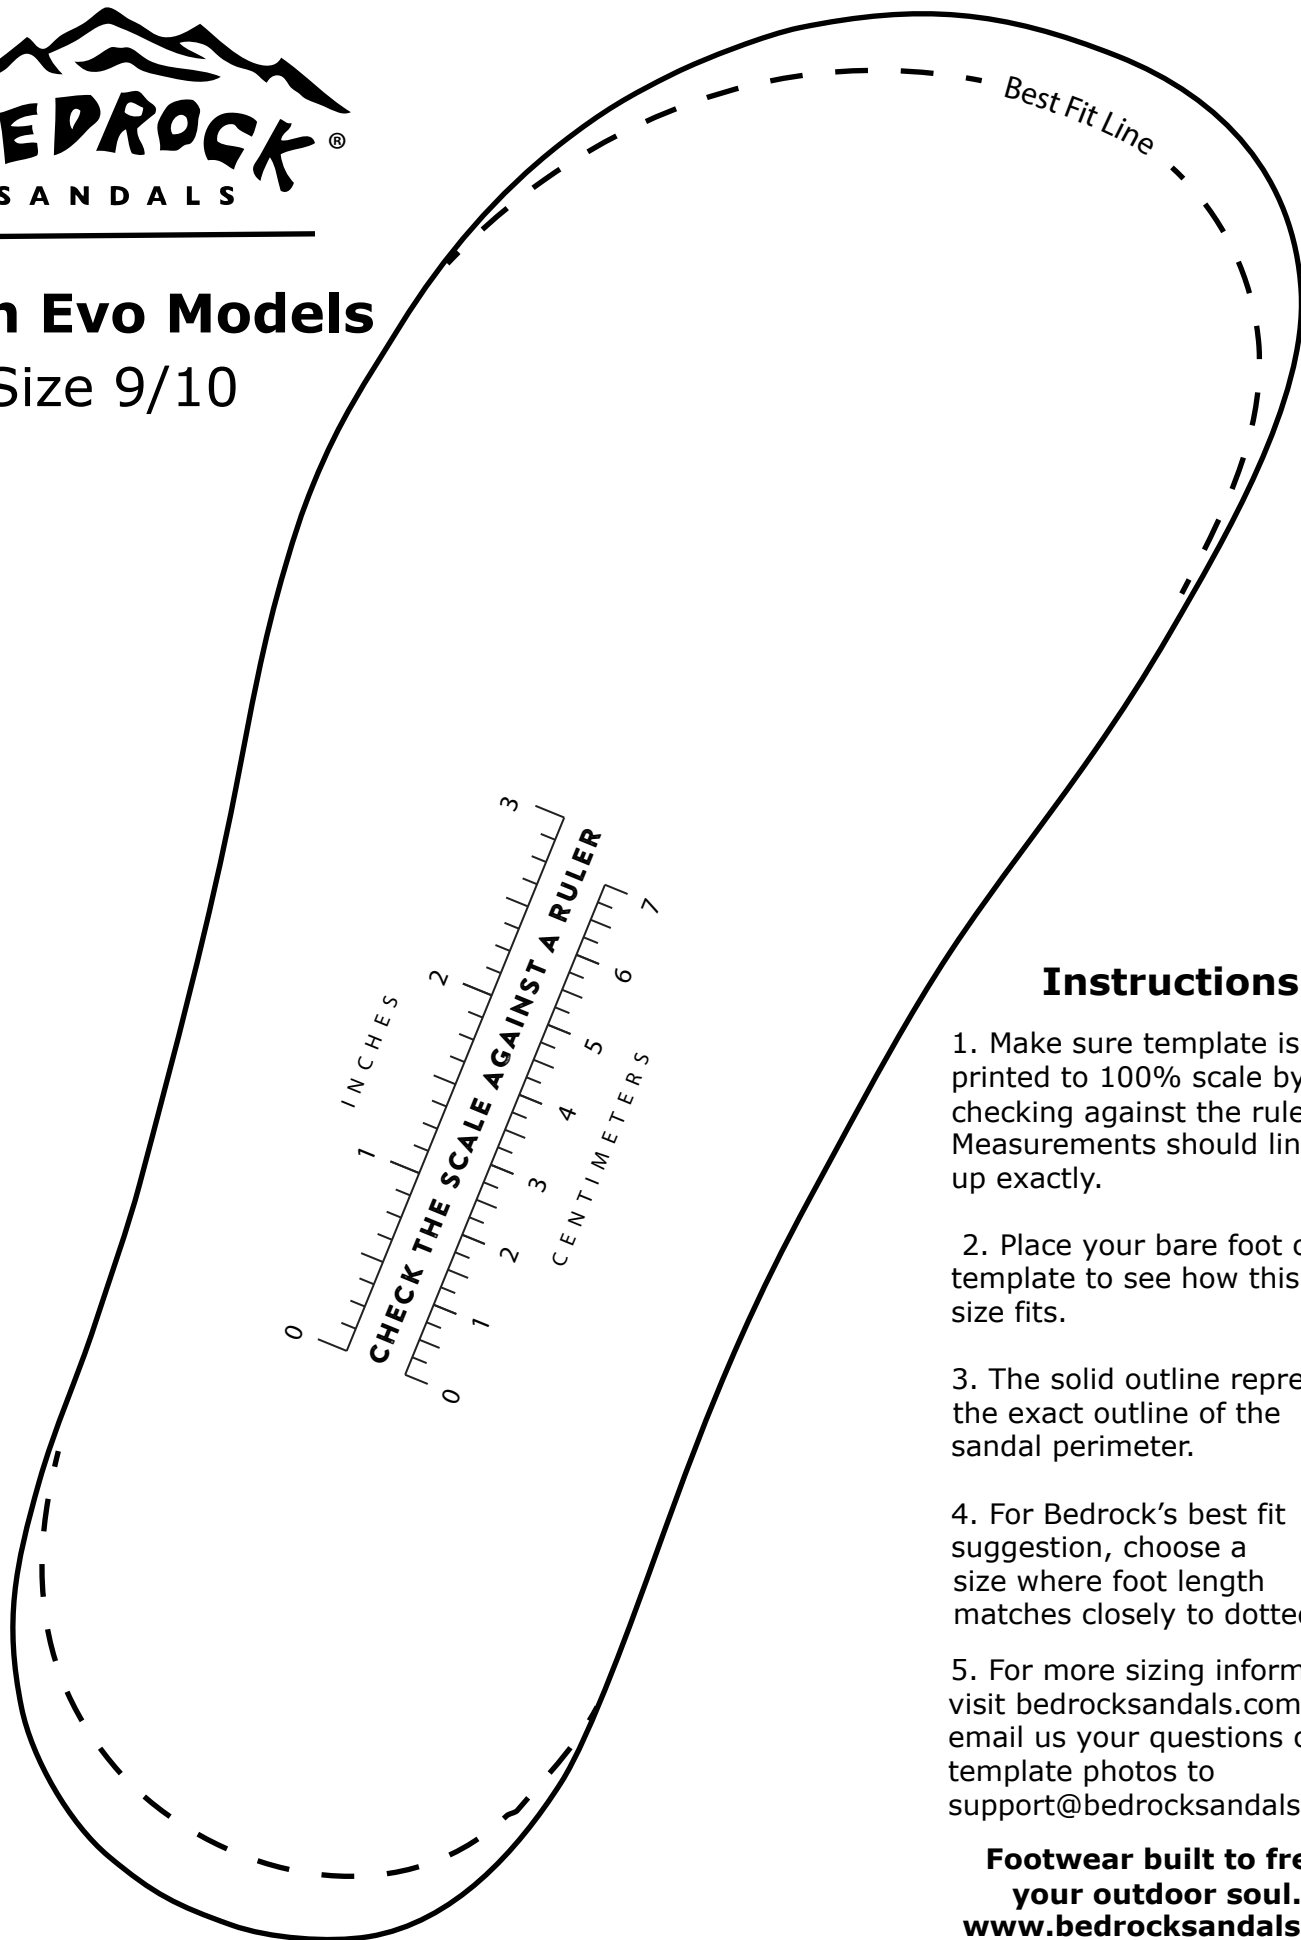 EDROCK®
SANDALS
n Evo Models
Size 9/10
Best Fit Line
INCHES
0 1 2 3
CHECK THE SCALE AGAINST A RULER
0 1 2 3 4 5 6 7
CENTIMETERS
Instructions
1. Make sure template is
printed to 100% scale by
checking against the rule
Measurements should lin
up exactly.
2. Place your bare foot o
template to see how this
size fits.
3. The solid outline repre
the exact outline of the
sandal perimeter.
4. For Bedrock’s best fit
suggestion, choose a
size where foot length
matches closely to dotted
5. For more sizing inform
visit bedrocksandals.com
email us your questions o
template photos to
support@bedrocksandals
Footwear built to fre
your outdoor soul.
www.bedrocksandals